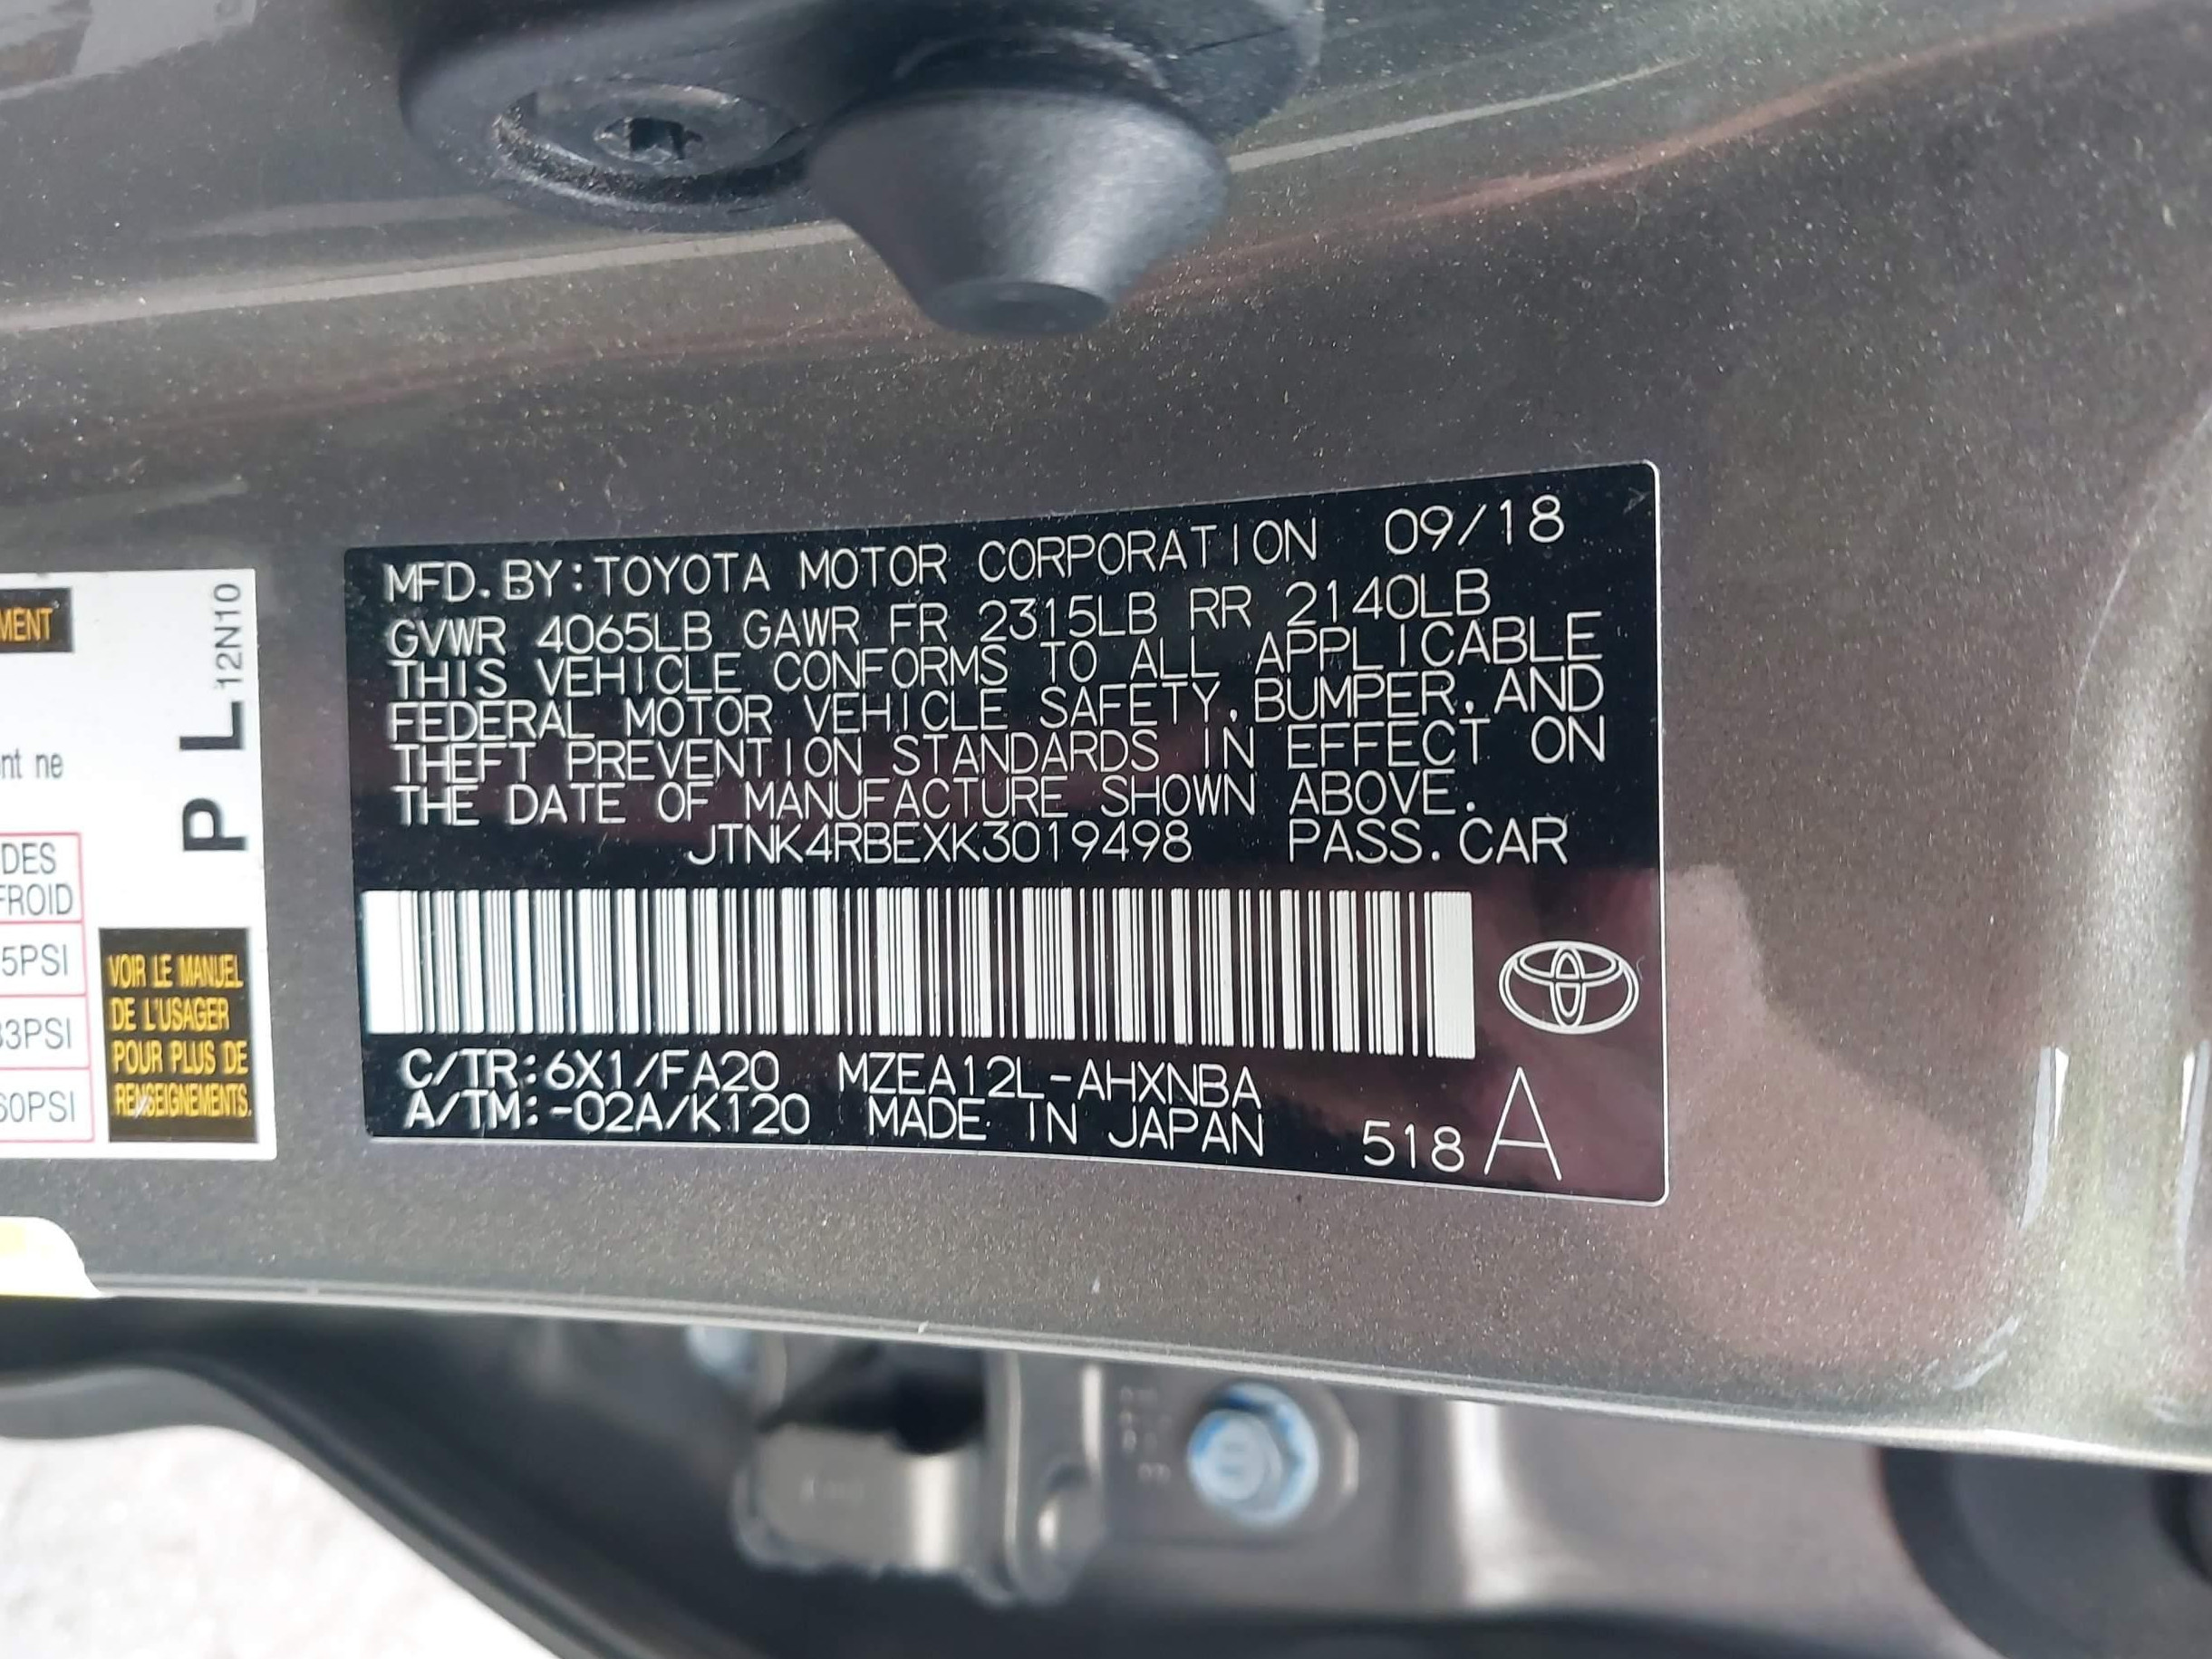 MFD. BY:TOYOTA MOTOR CORPORATION 09/18
GVWR 4065LB GAWR FR 2315LB RR 2140LB
THIS VEHICLE CONFORMS TO ALL APPLICABLE
FEDERAL MOTOR VEHICLE SAFETY, BUMPER, AND
THEFT PREVENTION STANDARDS IN EFFECT ON
THE DATE OF MANUFACTURE SHOWN ABOVE.
JTNK4RBEXK3019498 PASS. CAR
C/TR:6X1/FA20 MZEA12L-AHXNBA
A/TM:-02A/K120 MADE IN JAPAN 518 A
MENT
nt ne
DES
FROID
5PSI
33PSI
60PSI
P L 12N10
VOIR LE MANUEL
DE L'USAGER
POUR PLUS DE
RENSEIGNEMENTS.